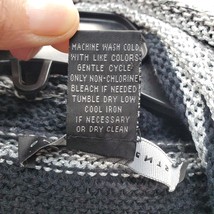 MACHINE WASH COLD
WITH LIKE COLORS
GENTLE CYCLE
ONLY NON-CHLORINE
BLEACH IF NEEDED
TUMBLE DRY LOW
COOL IRON
IF NECESSARY
OR DRY CLEAN